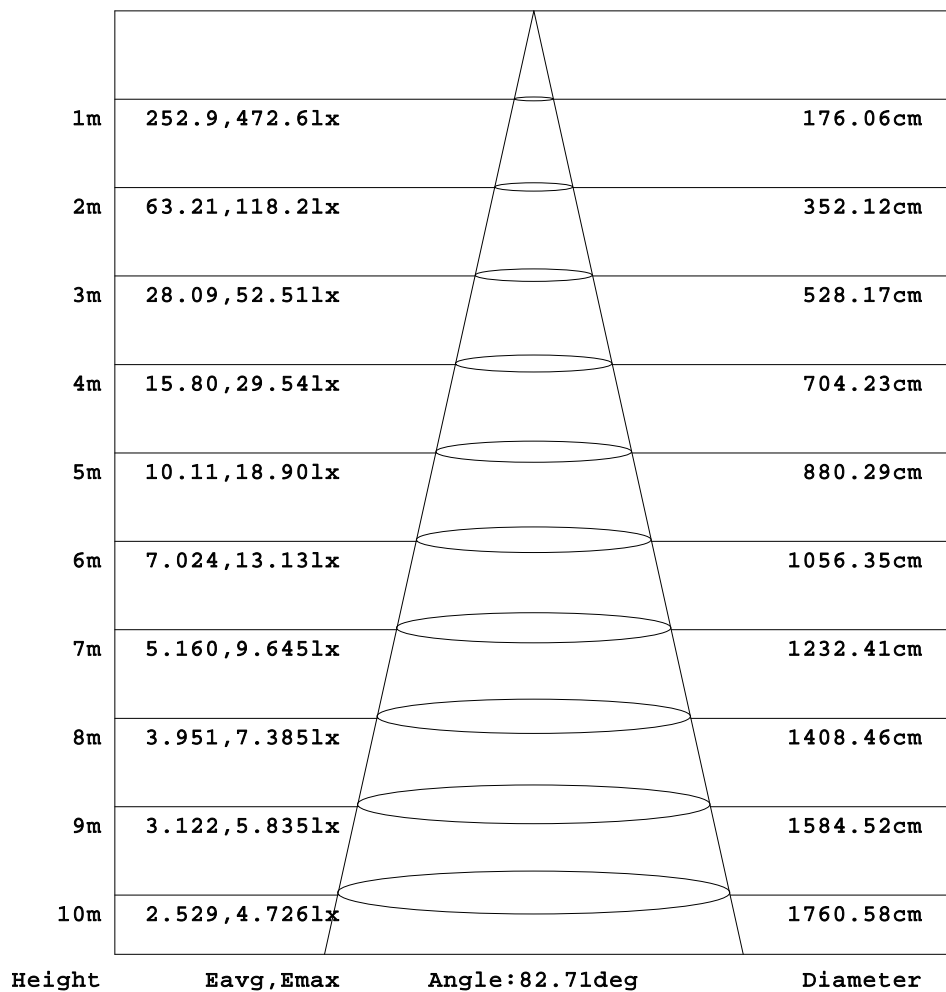 1m 252.9,472.6lx 176.06cm
2m 63.21,118.2lx 352.12cm
3m 28.09,52.51lx 528.17cm
4m 15.80,29.54lx 704.23cm
5m 10.11,18.90lx 880.29cm
6m 7.024,13.13lx 1056.35cm
7m 5.160,9.645lx 1232.41cm
8m 3.951,7.385lx 1408.46cm
9m 3.122,5.835lx 1584.52cm
10m 2.529,4.726lx 1760.58cm
Height Eavg,Emax Angle:82.71deg Diameter